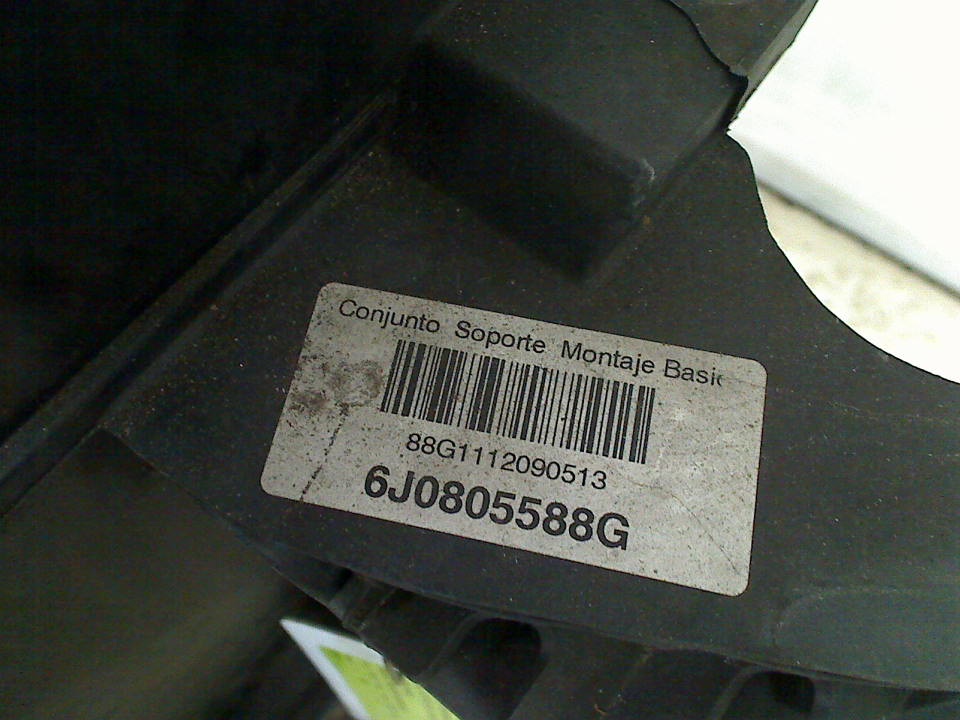 Conjunto Soporte Montaje Basic
88G1112090513
6J0805588G